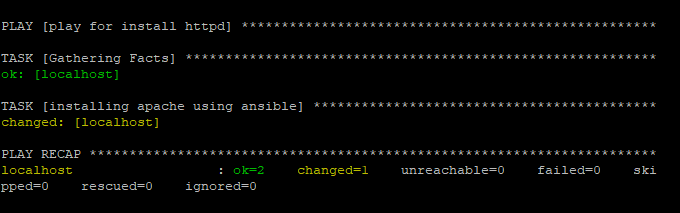 PLAY [play for install httpd] ****************************************************

TASK [Gathering Facts] ***********************************************************
ok: [localhost]

TASK [installing apache using ansible] *******************************************
changed: [localhost]

PLAY RECAP ***********************************************************************
localhost                  : ok=2    changed=1    unreachable=0    failed=0    ski
pped=0    rescued=0    ignored=0